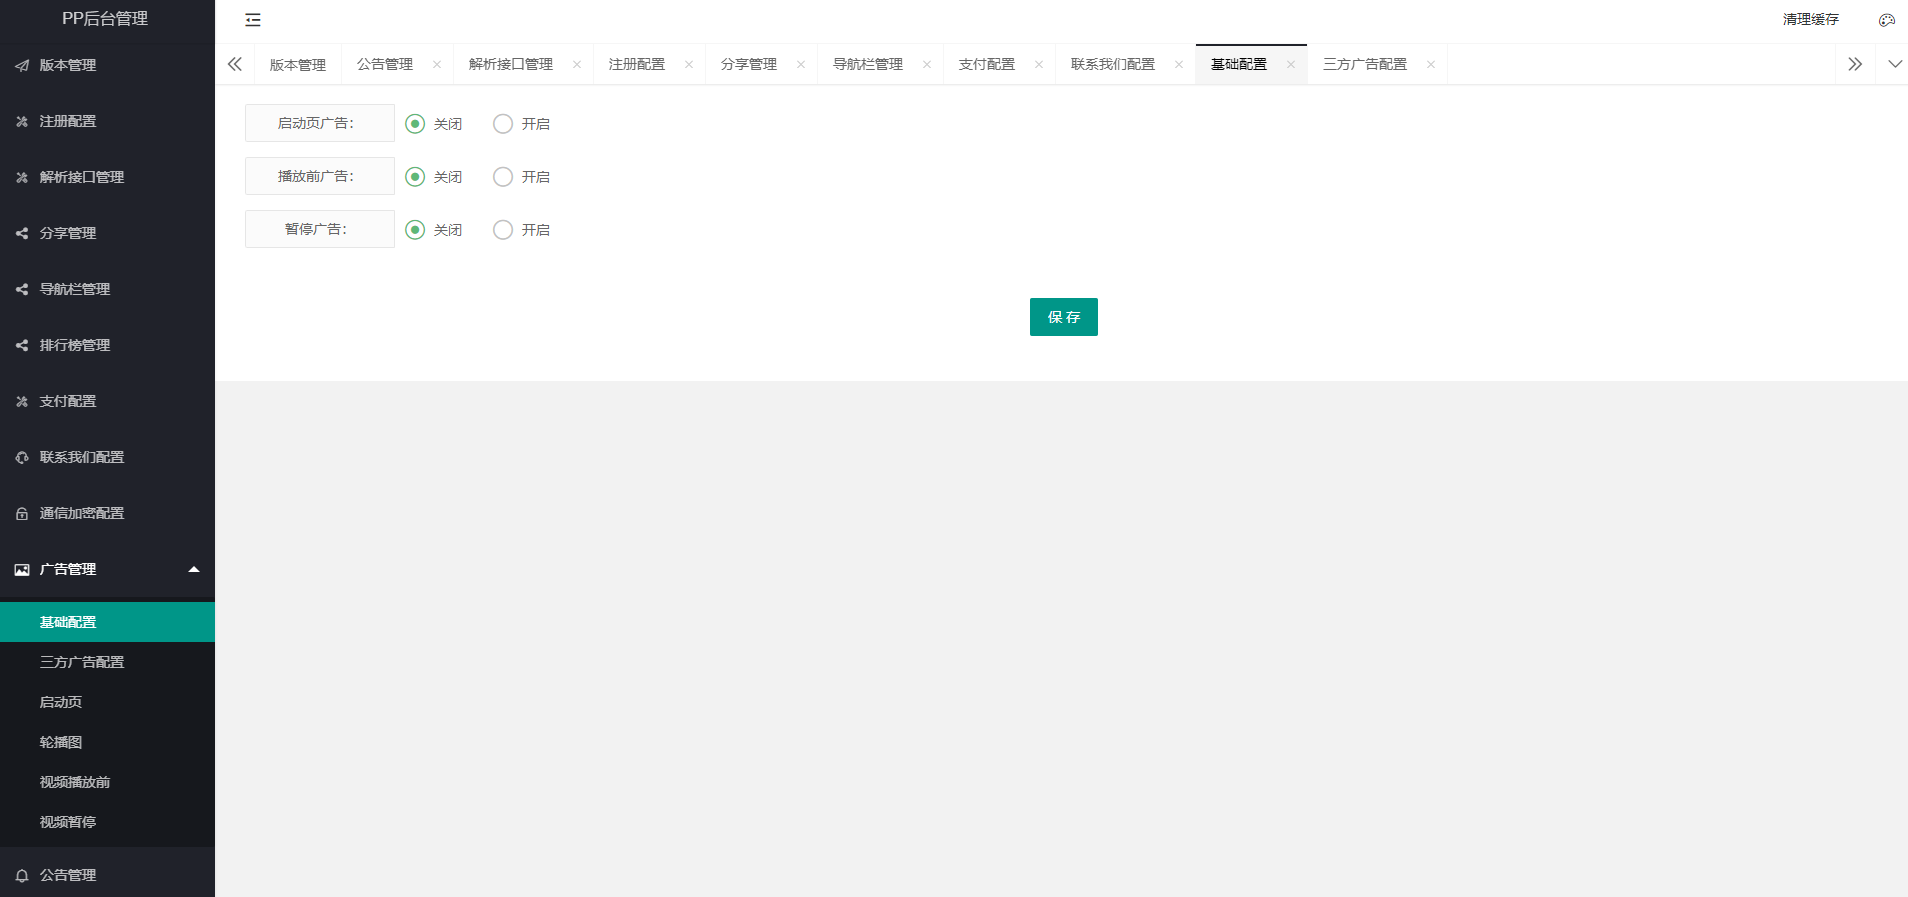 PP后台管理
清理缓存
版本管理
注册配置
解析接口管理
分享管理
导航栏管理
排行榜管理
支付配置
联系我们配置
通信加密配置
广告管理
基础配置
三方广告配置
启动页
轮播图
视频播放前
视频暂停
公告管理
版本管理 公告管理 解析接口管理 注册配置 分享管理 导航栏管理 支付配置 联系我们配置 基础配置 三方广告配置
启动页广告： 关闭 开启
播放前广告： 关闭 开启
暂停广告： 关闭 开启
保 存